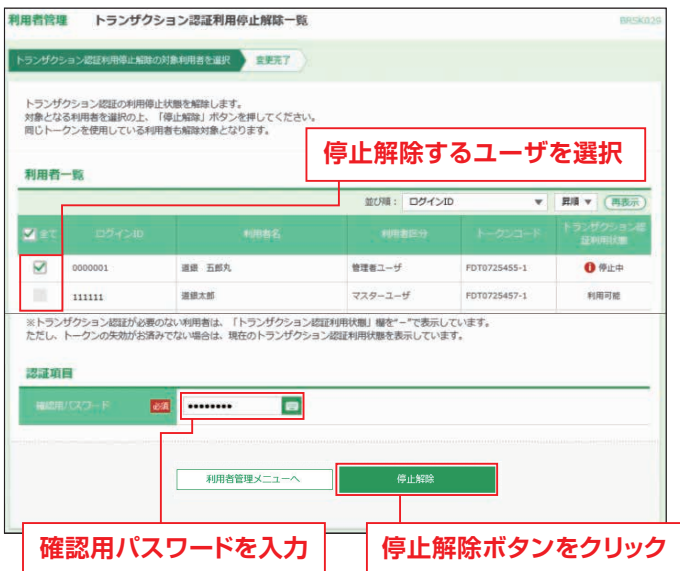 利用者管理 トランザクション認証利用停止解除一覧 BRSK029
トランザクション認証利用停止解除の対象利用者を選択 変更完了
トランザクションの認証の利用停止状態を解除します。
対象となる利用者を選択の上、「停止解除」ボタンを押してください。
同じトークンを使用している利用者も解除対象となります。
停止解除するユーザを選択
利用者一覧
並び順： ログインID 昇順 再表示
全て ログインID 利用者名 利用者区分 トークンコード トランザクション認証利用状態
0000001 道銀 五郎丸 管理者ユーザ FDT0725455-1 停止中
111111 道銀太郎 マスターユーザ FDT0725457-1 利用可能
※トランザクション認証が必要のない利用者は、「トランザクション認証利用状態」欄を"－"で表示しています。
ただし、トークンの失効がお済みでない場合は、現在のトランザクション認証利用状態を表示しています。
認証項目
確認用パスワード 必須 ••••••••
利用者管理メニューへ 停止解除
確認用パスワードを入力 停止解除ボタンをクリック